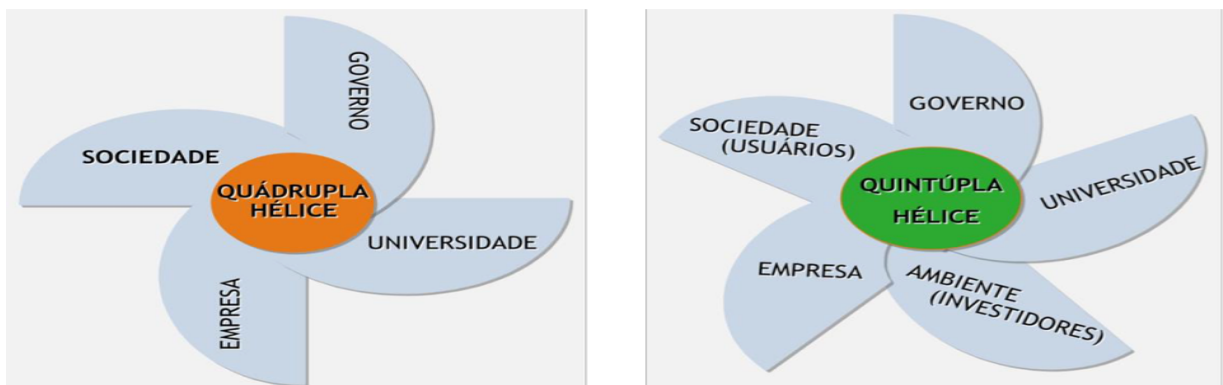 GOVERNO
SOCIEDADE
QUÁDRUPLA
HÉLICE
UNIVERSIDADE
EMPRESA
GOVERNO
SOCIEDADE
(USUÁRIOS)
UNIVERSIDADE
QUINTÚPLA
HÉLICE
EMPRESA
AMBIENTE
(INVESTIDORES)